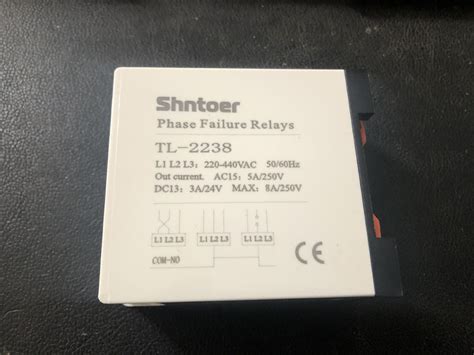 Shntoer
Phase Failure Relays
TL-2238
L1 L2 L3: 220-440VAC 50/60Hz
Out current. AC15: 5A/250V
DC13: 3A/24V MAX: 8A/250V
L1 L2 L3 L1 L2 L3 L1 L2 L3
COM-NO
CE